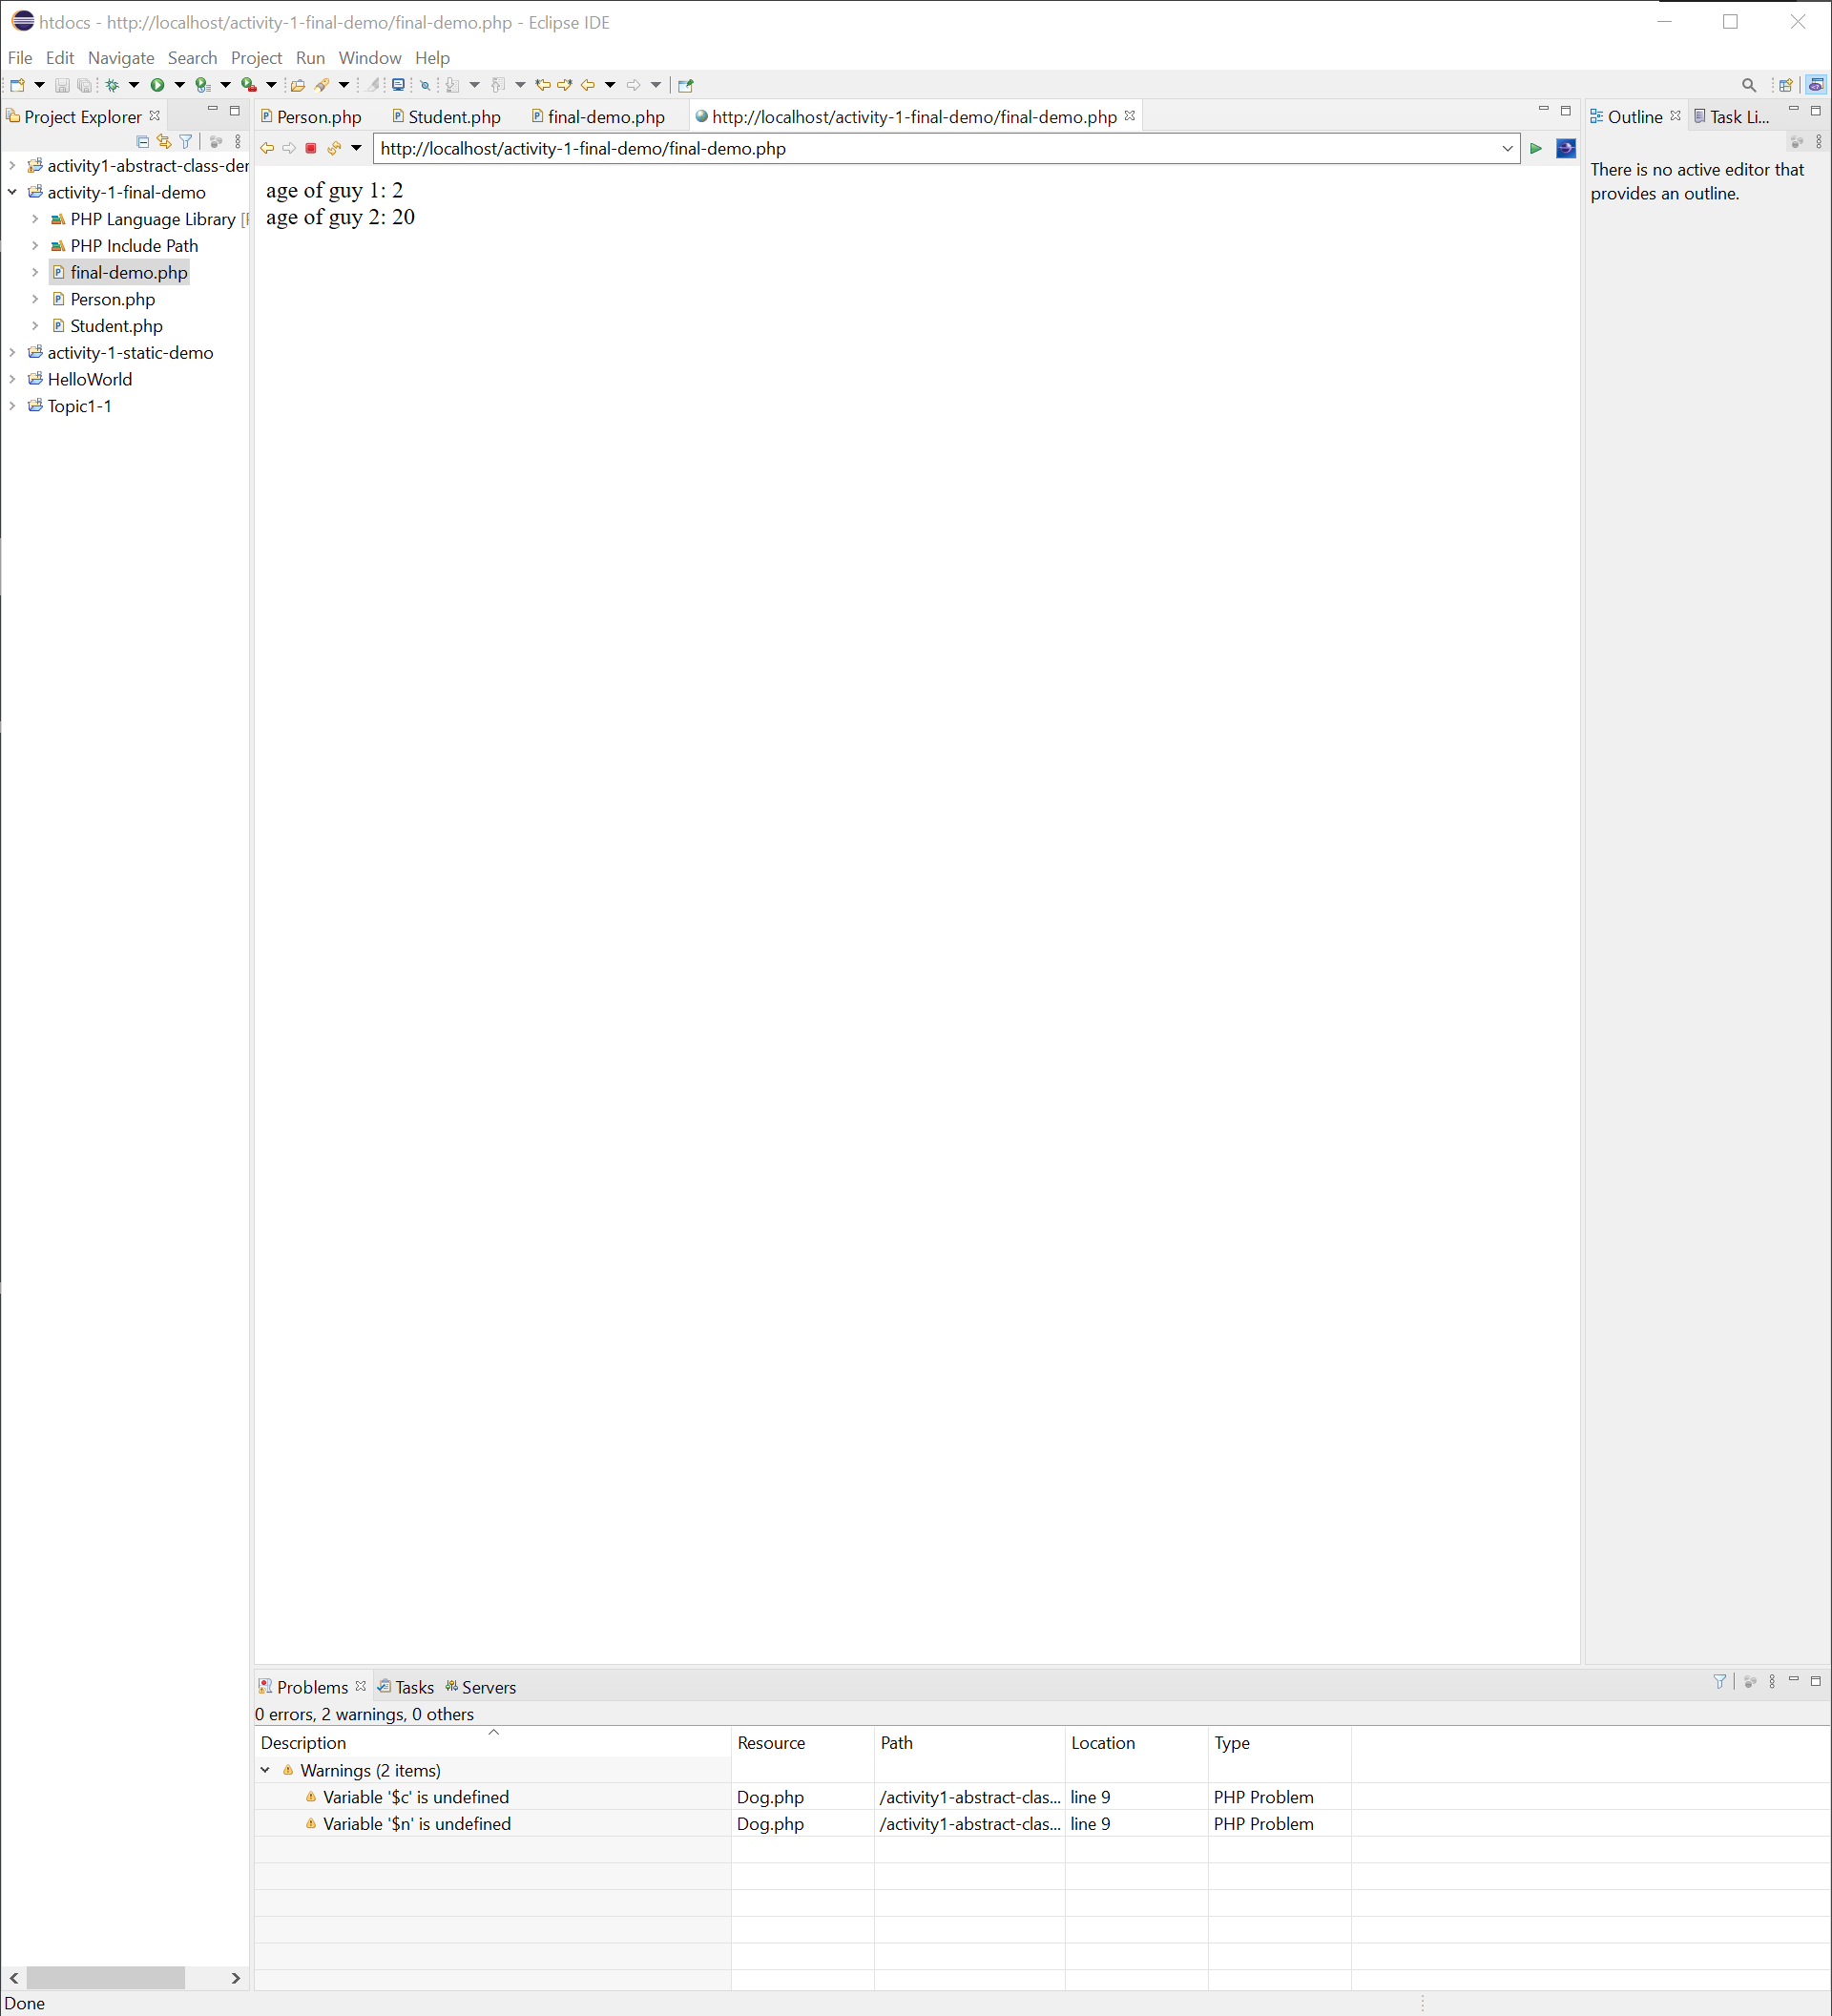 htdocs - http://localhost/activity-1-final-demo/final-demo.php - Eclipse IDE
File Edit Navigate Search Project Run Window Help
Project Explorer
activity1-abstract-class-der
activity-1-final-demo
PHP Language Library [P
PHP Include Path
final-demo.php
Person.php
Student.php
activity-1-static-demo
HelloWorld
Topic1-1
Person.php Student.php final-demo.php http://localhost/activity-1-final-demo/final-demo.php
http://localhost/activity-1-final-demo/final-demo.php
age of guy 1: 2
age of guy 2: 20
Outline Task Li...
There is no active editor that
provides an outline.
Problems Tasks Servers
0 errors, 2 warnings, 0 others
Description Resource Path Location Type
Warnings (2 items)
Variable '$c' is undefined Dog.php /activity1-abstract-clas... line 9 PHP Problem
Variable '$n' is undefined Dog.php /activity1-abstract-clas... line 9 PHP Problem
Done